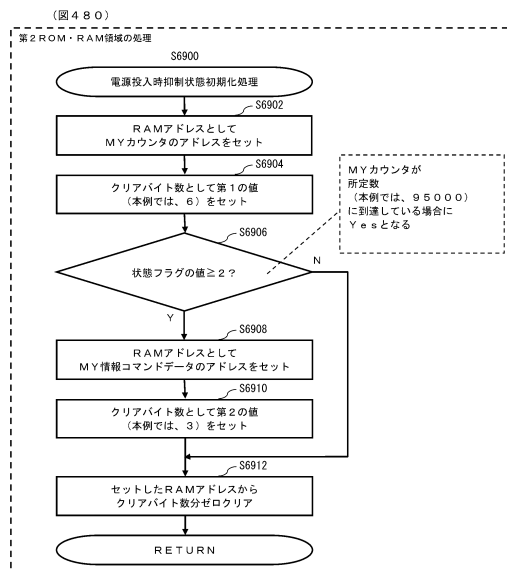 (図480)
第2ROM・RAM領域の処理
S6900
電源投入時抑制状態初期化処理
S6902
RAMアドレスとして
MYカウンタのアドレスをセット
S6904
クリアバイト数として第1の値
(本例では、6)をセット
MYカウンタが
所定数
(本例では、95000)
に到達している場合に
Yesとなる
S6906
状態フラグの値≧2?
N
Y
S6908
RAMアドレスとして
MY情報コマンドデータのアドレスをセット
S6910
クリアバイト数として第2の値
(本例では、3)をセット
S6912
セットしたRAMアドレスから
クリアバイト数分ゼロクリア
RETURN